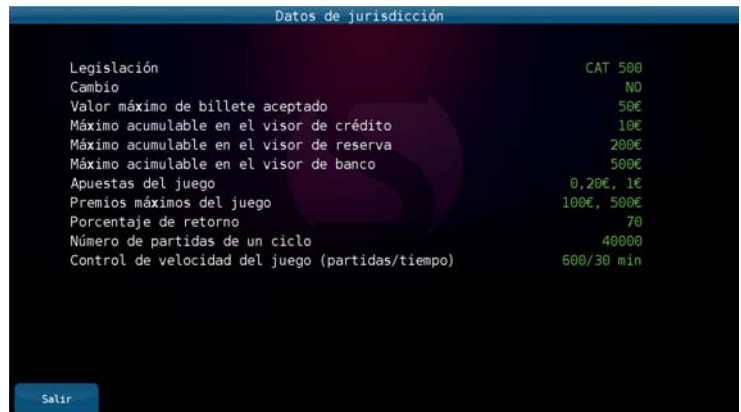 Datos de jurisdicción
Legislación CAT 500
Cambio NO
Valor máximo de billete aceptado 50€
Máximo acumulable en el visor de crédito 10€
Máximo acumulable en el visor de reserva 200€
Máximo acimulable en el visor de banco 500€
Apuestas del juego 0,20€, 1€
Premios máximos del juego 100€, 500€
Porcentaje de retorno 70
Número de partidas de un ciclo 40000
Control de velocidad del juego (partidas/tiempo) 600/30 min
Salir